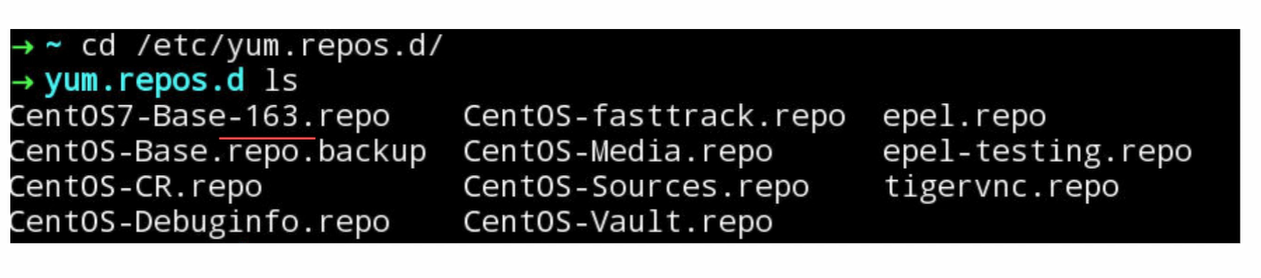 → ~ cd /etc/yum.repos.d/
→ yum.repos.d ls
CentOS7-Base-163.repo CentOS-fasttrack.repo epel.repo
CentOS-Base.repo.backup CentOS-Media.repo epel-testing.repo
CentOS-CR.repo CentOS-Sources.repo tigervnc.repo
CentOS-Debuginfo.repo CentOS-Vault.repo